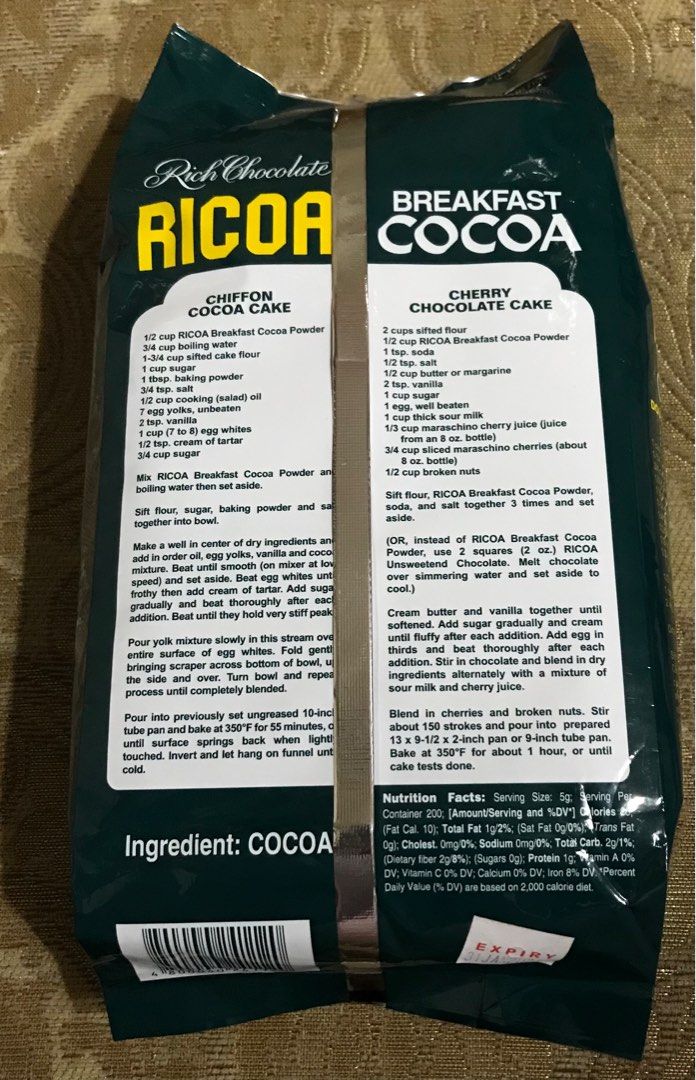 Rich Chocolate
RICOA
CHIFFON
COCOA CAKE
1/2 cup RICOA Breakfast Cocoa Powder
3/4 cup boiling water
1-3/4 cup sifted cake flour
1 cup sugar
1 tbsp. baking powder
3/4 tsp. salt
1/2 cup cooking (salad) oil
7 egg yolks, unbeaten
2 tsp. vanilla
1 cup (7 to 8) egg whites
1/2 tsp. cream of tartar
3/4 cup sugar
Mix RICOA Breakfast Cocoa Powder an
boiling water then set aside.
Sift flour, sugar, baking powder and sa
together into bowl.
Make a well in center of dry ingredients an
add in order oil, egg yolks, vanilla and coco
mixture. Beat until smooth (on mixer at lo
speed) and set aside. Beat egg whites unt
frothy then add cream of tartar. Add suga
gradually and beat thoroughly after eac
addition. Beat until they hold very stiff peak
Pour yolk mixture slowly in this stream ove
entire surface of egg whites. Fold gentl
bringing scraper across bottom of bowl, u
the side and over. Turn bowl and repea
process until completely blended.
Pour into previously set ungreased 10-inc
tube pan and bake at 350°F for 55 minutes, o
until surface springs back when lightl
touched. Invert and let hang on funnel unt
cold.
Ingredient: COCOA
BREAKFAST
COCOA
CHERRY
CHOCOLATE CAKE
2 cups sifted flour
1/2 cup RICOA Breakfast Cocoa Powder
1 tsp. soda
1/2 tsp. salt
1/2 cup butter or margarine
2 tsp. vanilla
1 cup sugar
1 egg, well beaten
1 cup thick sour milk
1/3 cup maraschino cherry juice (juice
from an 8 oz. bottle)
3/4 cup sliced maraschino cherries (about
8 oz. bottle)
1/2 cup broken nuts
Sift flour, RICOA Breakfast Cocoa Powder,
soda, and salt together 3 times and set
aside.
(OR, instead of RICOA Breakfast Cocoa
Powder, use 2 squares (2 oz.) RICOA
Unsweetend Chocolate. Melt chocolate
over simmering water and set aside to
cool.)
Cream butter and vanilla together until
softened. Add sugar gradually and cream
until fluffy after each addition. Add egg in
thirds and beat thoroughly after each
addition. Stir in chocolate and blend in dry
ingredients alternately with a mixture of
sour milk and cherry juice.
Blend in cherries and broken nuts. Stir
about 150 strokes and pour into prepared
13 x 9-1/2 x 2-inch pan or 9-inch tube pan.
Bake at 350°F for about 1 hour, or until
cake tests done.
Nutrition Facts: Serving Size: 5g; Serving Per
Container 200; [Amount/Serving and %DV*] Calories
(Fat Cal. 10); Total Fat 1g/2%; (Sat Fat 0g/0%); Trans Fat
0g); Cholest. 0mg/0%; Sodium 0mg/0%; Total Carb. 2g/1%;
(Dietary fiber 2g/8%); (Sugars 0g); Protein 1g; Vitamin A 0%
DV; Vitamin C 0% DV; Calcium 0% DV; Iron 8% DV. *Percent
Daily Value (% DV) are based on 2,000 calorie diet.
EXPIRY